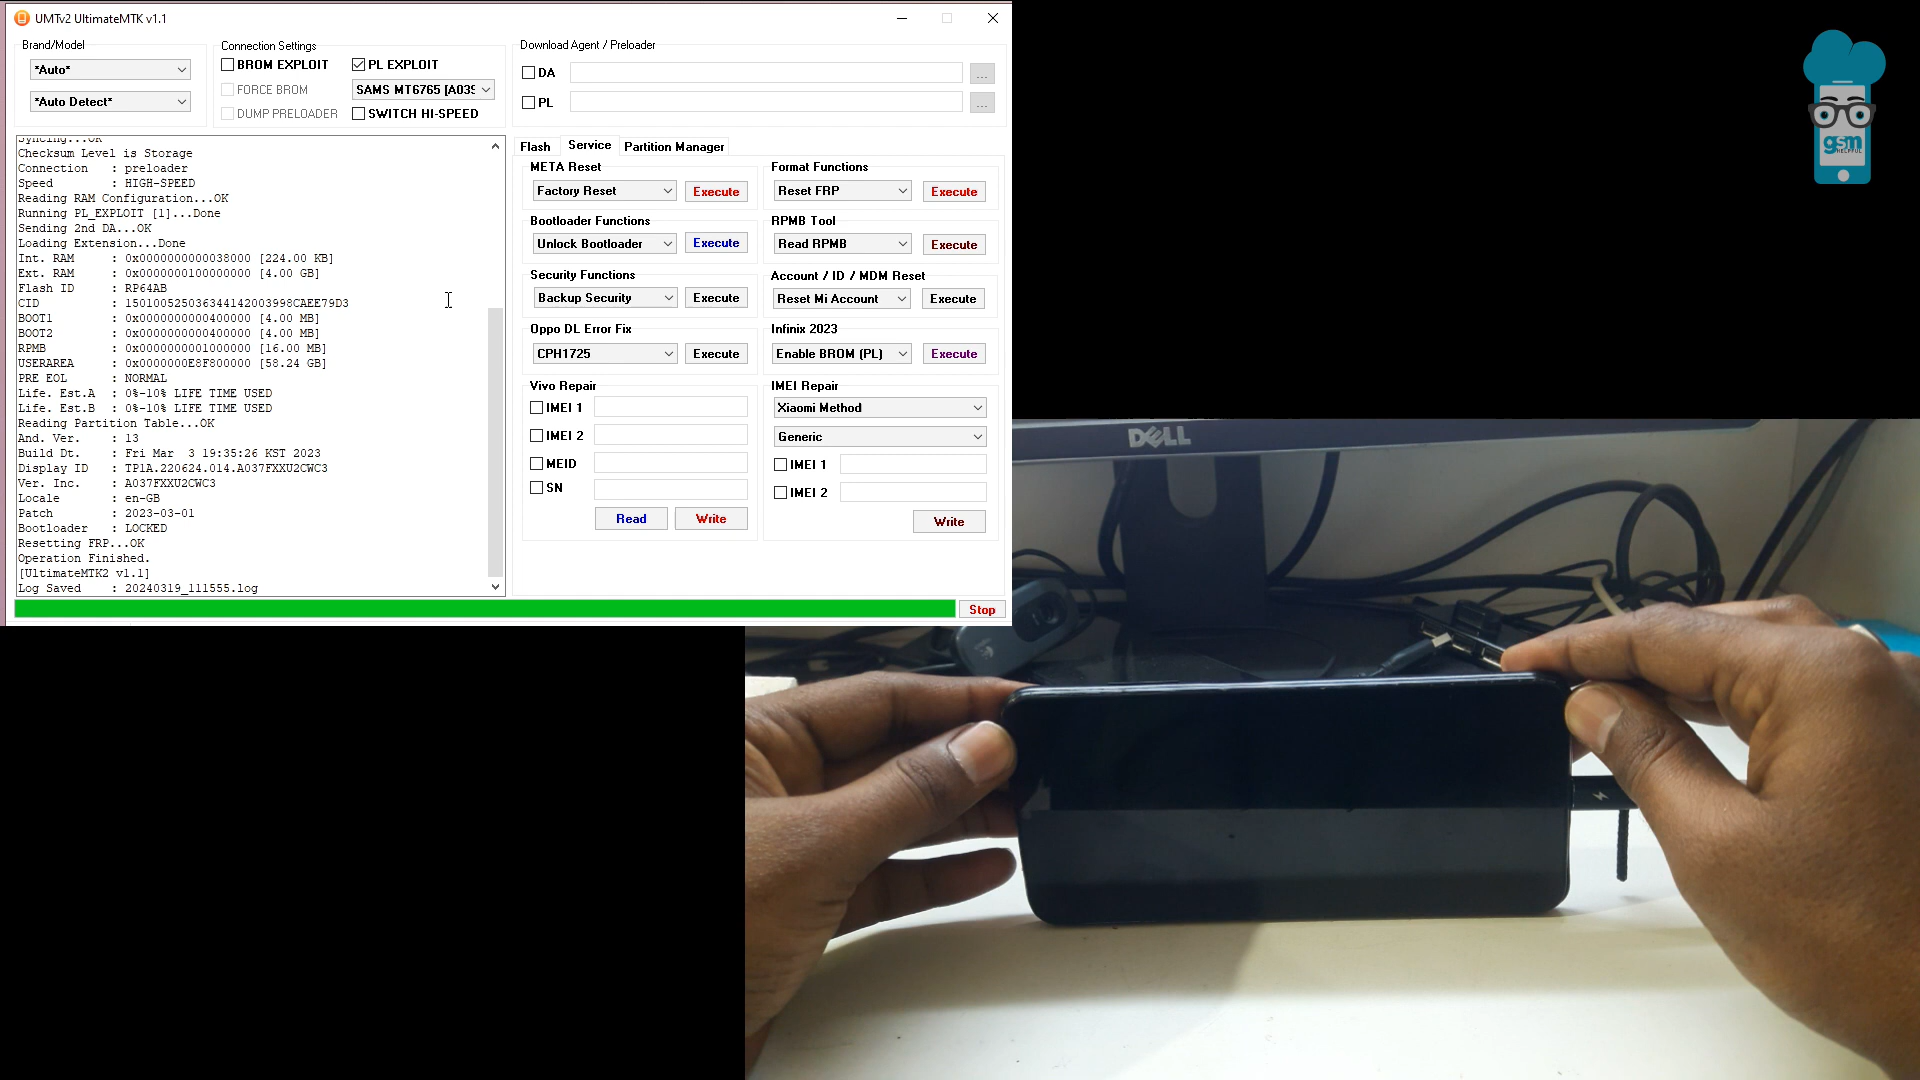 UMTv2 UltimateMTK v1.1
Brand/Model
*Auto*
*Auto Detect*
Connection Settings
BROM EXPLOIT
PL EXPLOIT
FORCE BROM
SAMS MT6765 [A03S
DUMP PRELOADER
SWITCH HI-SPEED
Download Agent / Preloader
DA
...
PL
...
Syncing...OK
Checksum Level is Storage
Connection : preloader
Speed : HIGH-SPEED
Reading RAM Configuration...OK
Running PL_EXPLOIT [1]...Done
Sending 2nd DA...OK
Loading Extension...Done
Int. RAM : 0x0000000000038000 [224.00 KB]
Ext. RAM : 0x0000000100000000 [4.00 GB]
Flash ID : RP64AB
CID : 150100525036344142003998CAEE79D3
BOOT1 : 0x0000000000400000 [4.00 MB]
BOOT2 : 0x0000000000400000 [4.00 MB]
RPMB : 0x0000000001000000 [16.00 MB]
USERAREA : 0x0000000E8F800000 [58.24 GB]
PRE EOL : NORMAL
Life. Est.A : 0%-10% LIFE TIME USED
Life. Est.B : 0%-10% LIFE TIME USED
Reading Partition Table...OK
And. Ver. : 13
Build Dt. : Fri Mar 3 19:35:26 KST 2023
Display ID : TP1A.220624.014.A037FXXU2CWC3
Ver. Inc. : A037FXXU2CWC3
Locale : en-GB
Patch : 2023-03-01
Bootloader : LOCKED
Resetting FRP...OK
Operation Finished.
[UltimateMTK2 v1.1]
Log Saved : 20240319_111555.log
Stop
Flash
Service
Partition Manager
META Reset
Factory Reset
Execute
Format Functions
Reset FRP
Execute
Bootloader Functions
Unlock Bootloader
Execute
RPMB Tool
Read RPMB
Execute
Security Functions
Backup Security
Execute
Account / ID / MDM Reset
Reset Mi Account
Execute
Oppo DL Error Fix
CPH1725
Execute
Infinix 2023
Enable BROM (PL)
Execute
Vivo Repair
IMEI 1
IMEI 2
MEID
SN
Read
Write
IMEI Repair
Xiaomi Method
Generic
IMEI 1
IMEI 2
Write
gsm
HELPFUL
DELL